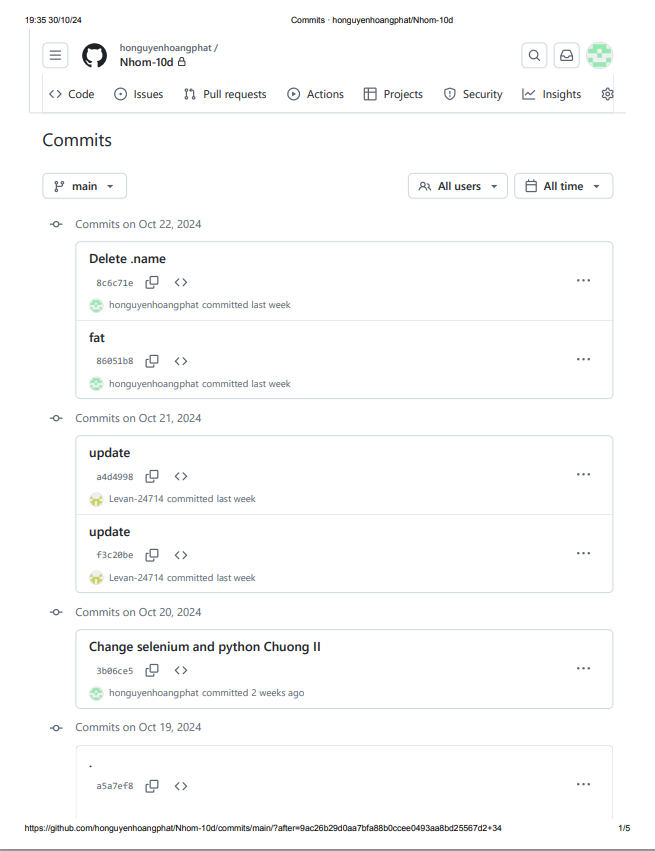 19:35 30/10/24 Commits · honguyenhoangphat/Nhom-10d
honguyenhoangphat /
Nhom-10d
Code Issues Pull requests Actions Projects Security Insights
Commits
main All users All time
Commits on Oct 22, 2024
Delete .name
8c6c71e
honguyenhoangphat committed last week
fat
86051b8
honguyenhoangphat committed last week
Commits on Oct 21, 2024
update
a4d4998
Levan-24714 committed last week
update
f3c20be
Levan-24714 committed last week
Commits on Oct 20, 2024
Change selenium and python Chuong II
3b06ce5
honguyenhoangphat committed 2 weeks ago
Commits on Oct 19, 2024
.
a5a7ef8
https://github.com/honguyenhoangphat/Nhom-10d/commits/main/?after=9ac26b29d0aa7bfa88b0ccee0493aa8bd25567d2+34 1/5